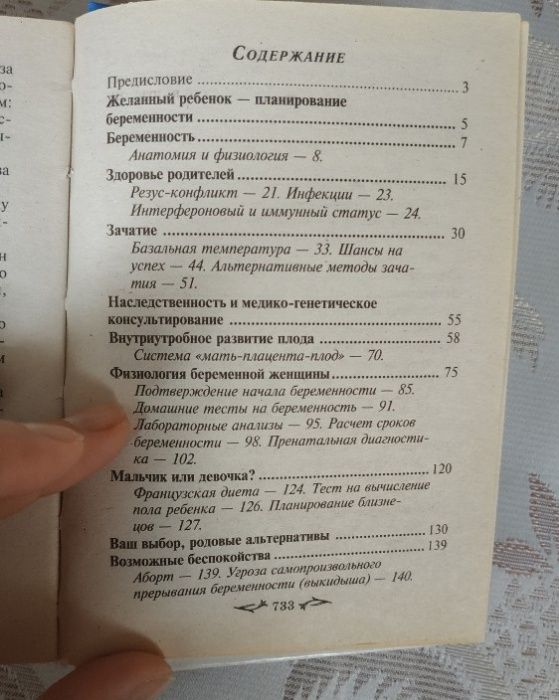 за
о-
м:
с-
ы-
ва
у
и-
н
о
,
о
и
а
Содержание
Предисловие 3
Желанный ребенок — планирование
беременности 5
Беременность 7
Анатомия и физиология — 8.
Здоровье родителей 15
Резус-конфликт — 21. Инфекции — 23.
Интерфероновый и иммунный статус — 24.
Зачатие 30
Базальная температура — 33. Шансы на
успех — 44. Альтернативные методы зача-
тия — 51.
Наследственность и медико-генетическое
консультирование 55
Внутриутробное развитие плода 58
Система «мать-плацента-плод» — 70.
Физиология беременной женщины 75
Подтверждение начала беременности — 85.
Домашние тесты на беременность — 91.
Лабораторные анализы — 95. Расчет сроков
беременности — 98. Пренатальная диагности-
ка — 102.
Мальчик или девочка? 120
Французская диета — 124. Тест на вычисление
пола ребенка — 126. Планирование близне-
цов — 127.
Ваш выбор, родовые альтернативы 130
Возможные беспокойства 139
Аборт — 139. Угроза самопроизвольного
прерывания беременности (выкидыша) — 140.
733